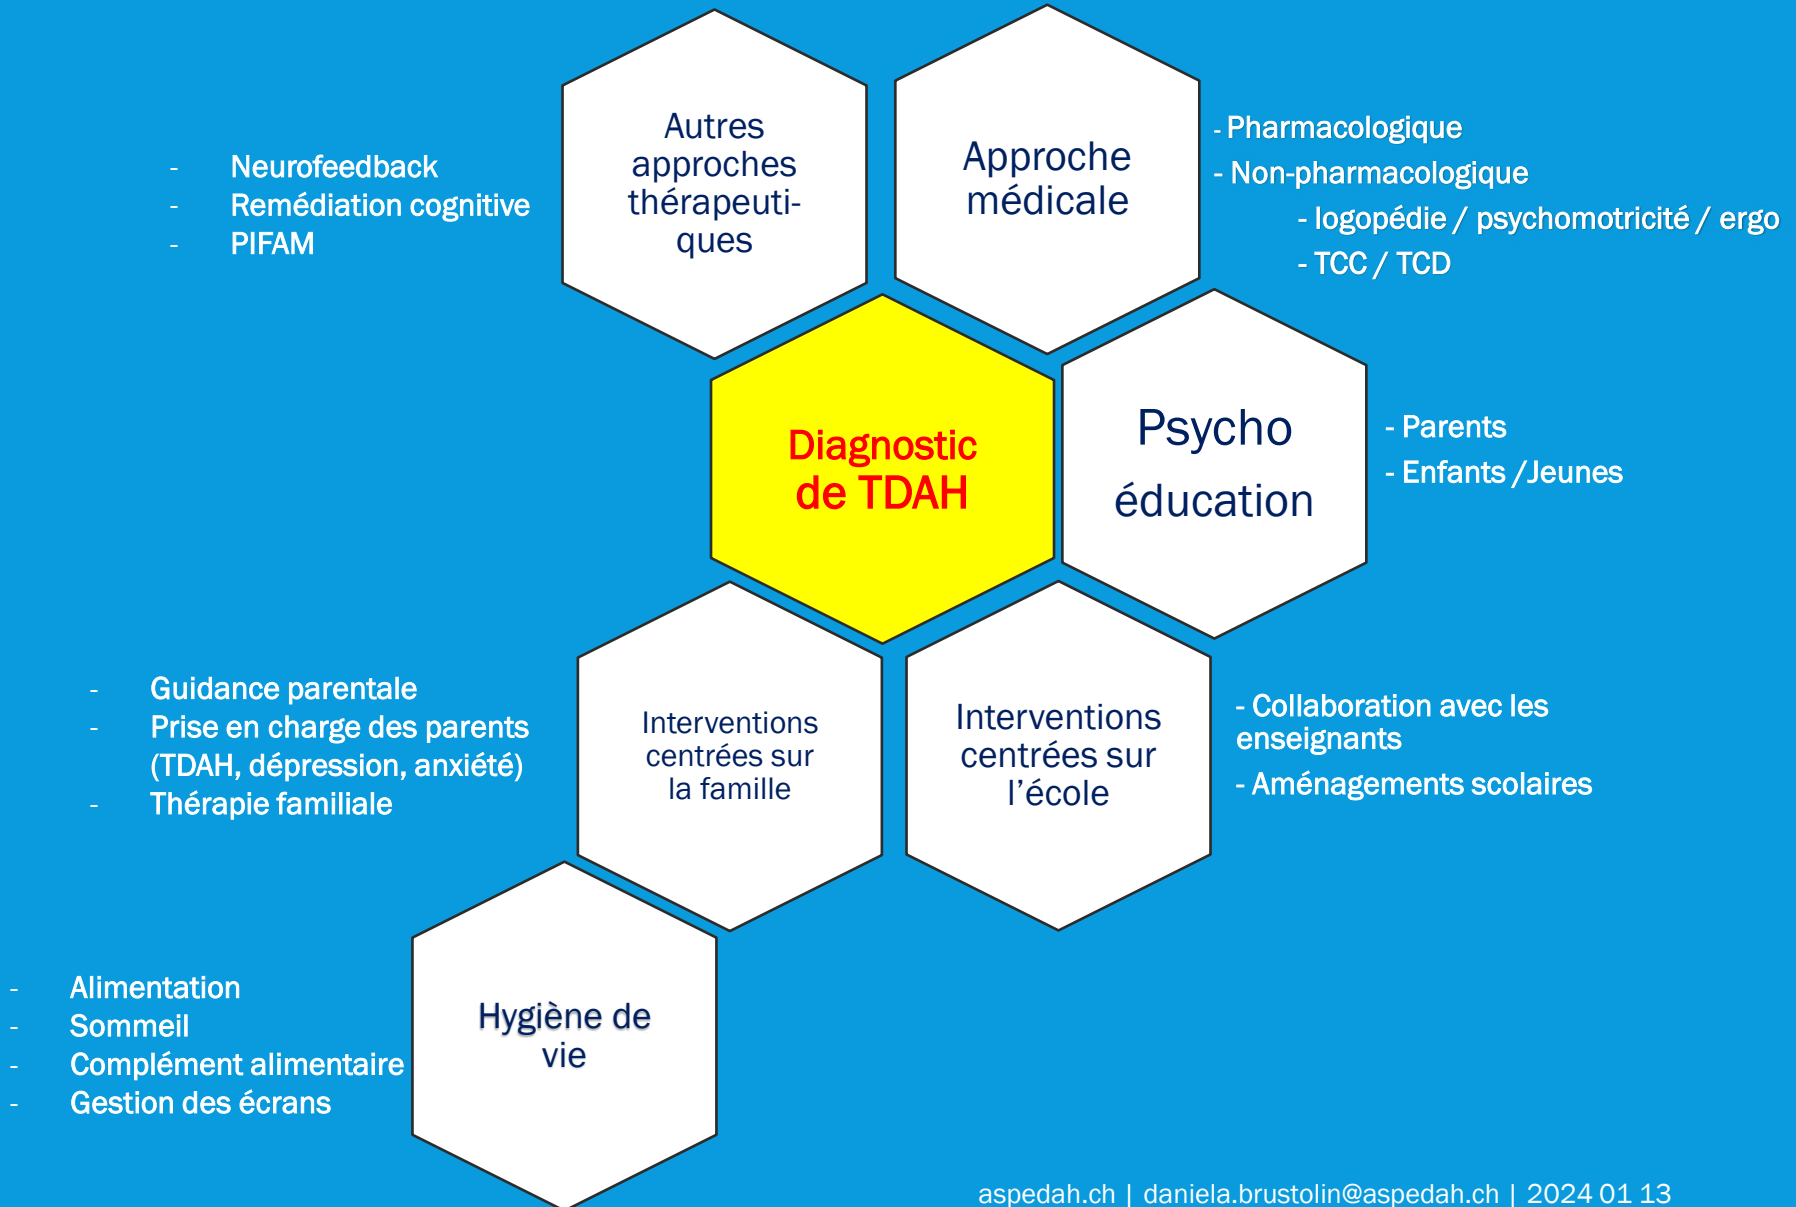 Autres
approches
thérapeuti-
ques
- Neurofeedback
- Remédiation cognitive
- PIFAM
Approche
médicale
- Pharmacologique
- Non-pharmacologique
- logopédie / psychomotricité / ergo
- TCC / TCD
Diagnostic
de TDAH
Psycho
éducation
- Parents
- Enfants /Jeunes
- Guidance parentale
- Prise en charge des parents
(TDAH, dépression, anxiété)
- Thérapie familiale
Interventions
centrées sur
la famille
Interventions
centrées sur
l’école
- Collaboration avec les
enseignants
- Aménagements scolaires
- Alimentation
- Sommeil
- Complément alimentaire
- Gestion des écrans
Hygiène de
vie
aspedah.ch | daniela.brustolin@aspedah.ch | 2024 01 13